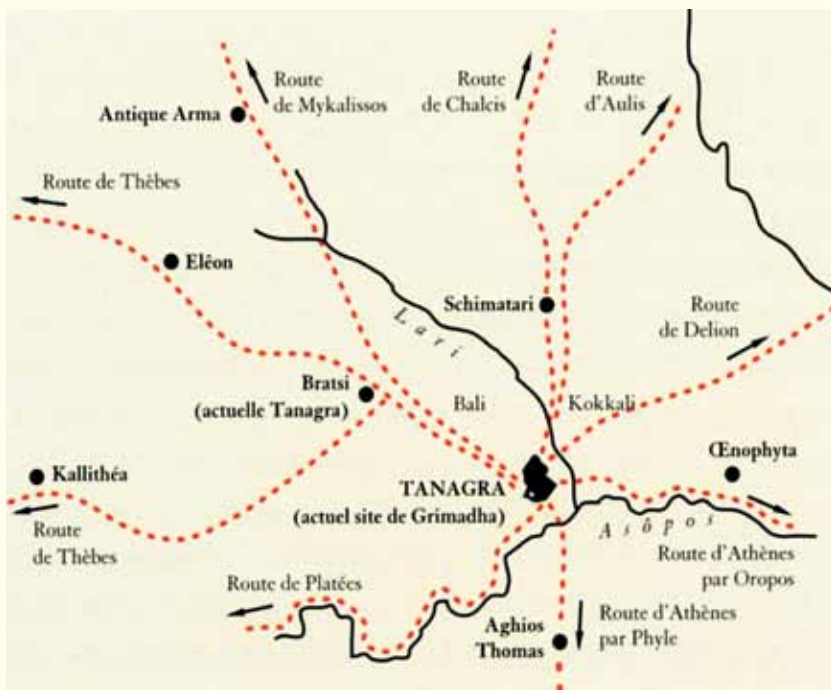 Route
de Mykalissos
Route
de Chalcis
Route
d'Aulis
Antique Arma
Route de Thèbes
Eléon
Schimatari
Lari
Route
de Delion
Bratsi
(actuelle Tanagra)
Bali
Kokkali
Kallithéa
TANAGRA
(actuel site de Grimadha)
Œnophyta
Asôpos
Route
de Thèbes
Route d'Athènes
par Oropos
Route de Platées
Aghios
Thomas
Route d'Athènes
par Phyle